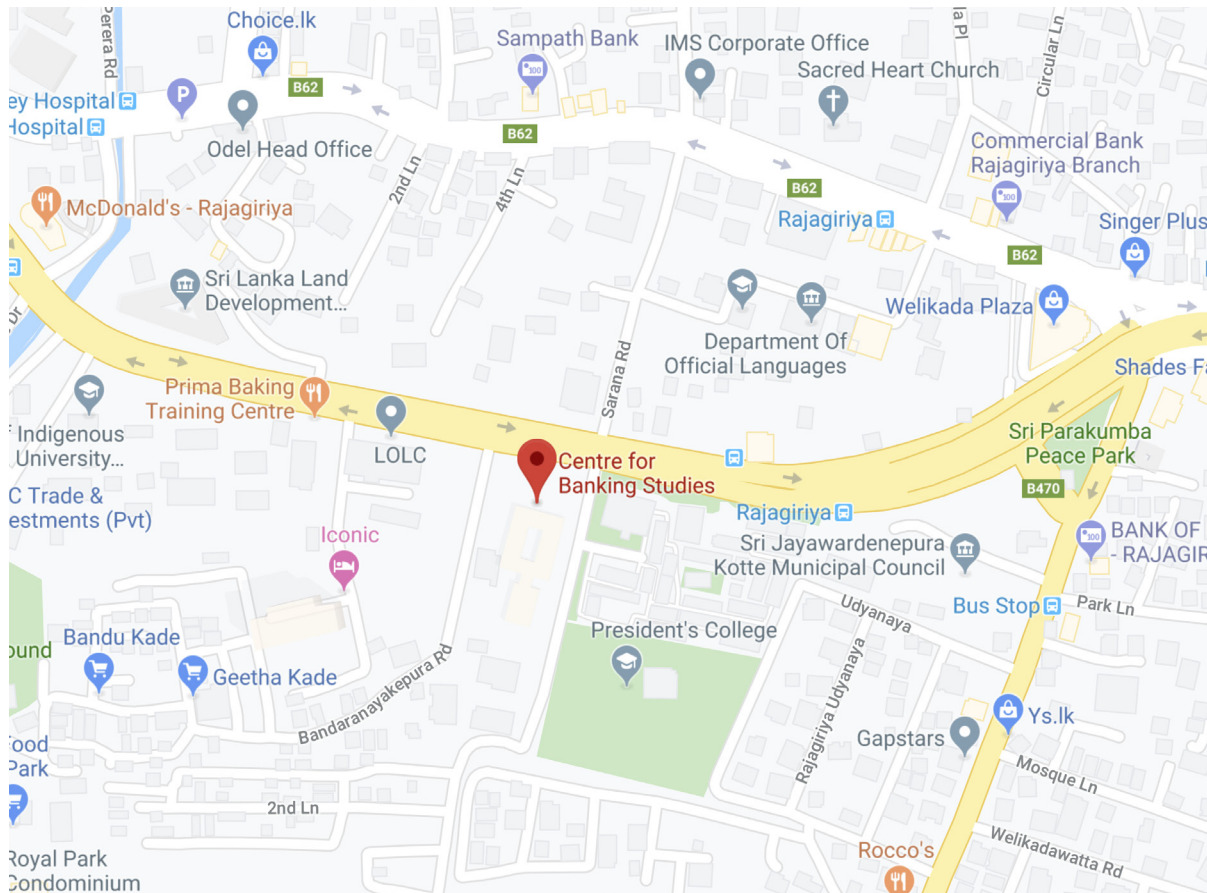 Perera Rd
Choice.lk
Sampath Bank
IMS Corporate Office
Sacred Heart Church
la Pl
Circular Ln
B62
ey Hospital
Hospital
P
Odel Head Office
B62
2nd Ln
4th Ln
B62
Commercial Bank
Rajagiriya Branch
McDonald's - Rajagiriya
Rajagiriya
Singer Plus
B62
Sri Lanka Land
Development...
Welikada Plaza
Department Of
Official Languages
Sarana Rd
Shades Fa
Prima Baking
Training Centre
LOLC
Indigenous
University...
Centre for
Banking Studies
Sri Parakumba
Peace Park
B470
C Trade &
estments (Pvt)
Rajagiriya
Iconic
Sri Jayawardenepura
Kotte Municipal Council
BANK OF
- RAJAGIR
Bus Stop
Park Ln
Udyanaya
ound
Bandu Kade
Geetha Kade
Bandaranayakepura Rd
President's College
Rajagiriya Udyanaya
Ys.lk
Gapstars
Mosque Ln
Food
Park
2nd Ln
Welikadawatta Rd
Rocco's
Royal Park
Condominium